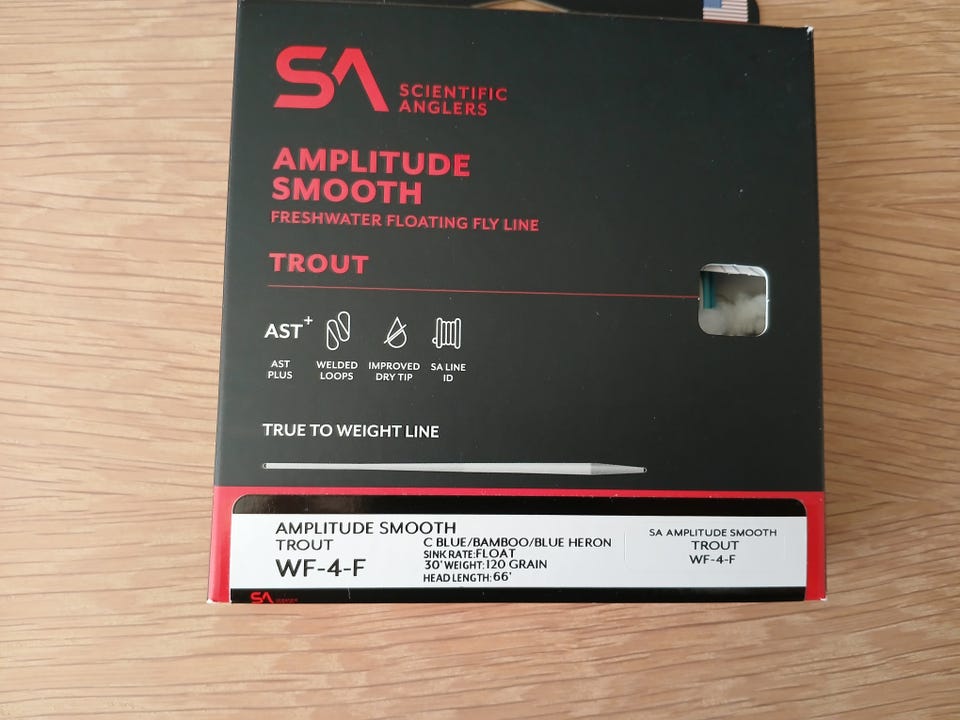 SA SCIENTIFIC
ANGLERS
AMPLITUDE
SMOOTH
FRESHWATER FLOATING FLY LINE
TROUT
AST+
AST
PLUS
WELDED
LOOPS
IMPROVED
DRY TIP
SA LINE
ID
TRUE TO WEIGHT LINE
AMPLITUDE SMOOTH
TROUT
WF-4-F
C BLUE/BAMBOO/BLUE HERON
SINK RATE:FLOAT
30' WEIGHT:120 GRAIN
HEAD LENGTH:66'
SA AMPLITUDE SMOOTH
TROUT
WF-4-F
SA